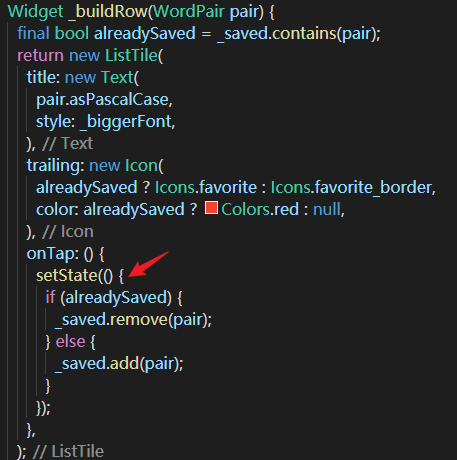 Widget _buildRow(WordPair pair) {
final bool alreadySaved = _saved.contains(pair);
return new ListTile(
title: new Text(
pair.asPascalCase,
style: _biggerFont,
), // Text
trailing: new Icon(
alreadySaved ? Icons.favorite : Icons.favorite_border,
color: alreadySaved ? Colors.red : null,
), // Icon
onTap: () {
setState(() {
if (alreadySaved) {
_saved.remove(pair);
} else {
_saved.add(pair);
}
});
},
); // ListTile